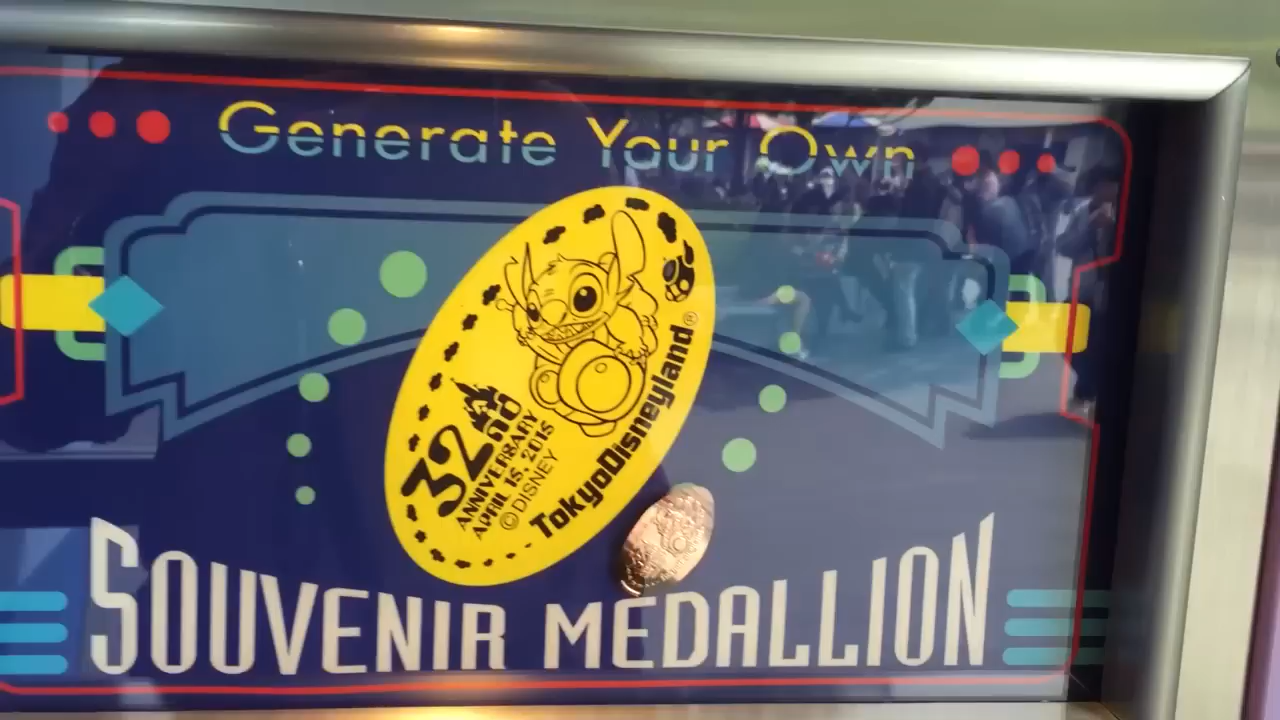 Generate Your Own
32nd
ANNIVERSARY
APRIL 15, 2015
©DISNEY
TokyoDisneyland®
SOUVENIR MEDALLION